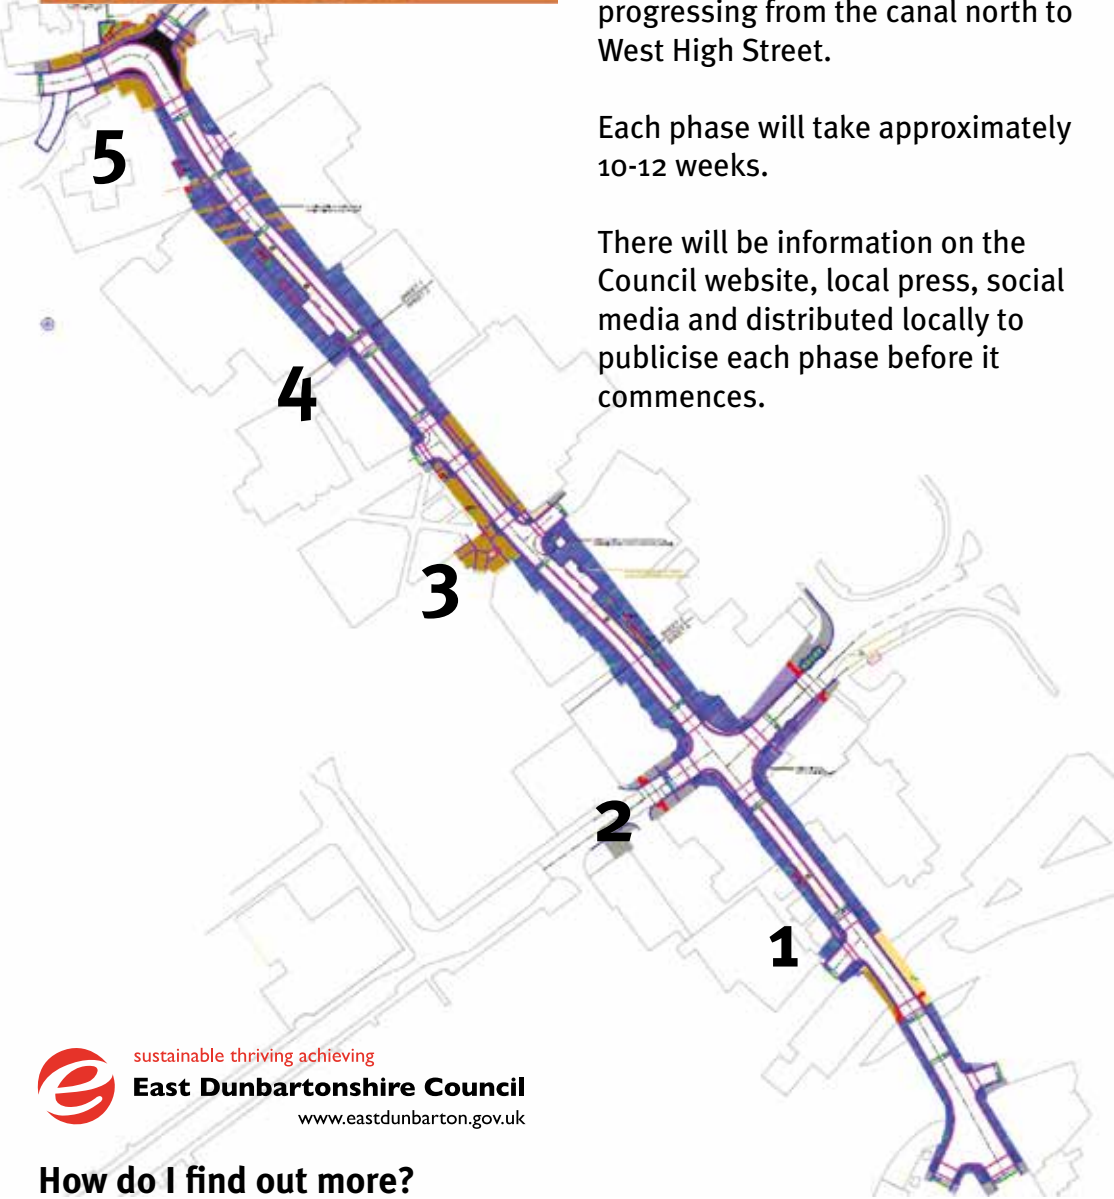 progressing from the canal north to
West High Street.
Each phase will take approximately
10-12 weeks.
There will be information on the
Council website, local press, social
media and distributed locally to
publicise each phase before it
commences.
5
4
3
2
1
sustainable thriving achieving
East Dunbartonshire Council
www.eastdunbarton.gov.uk
How do I find out more?